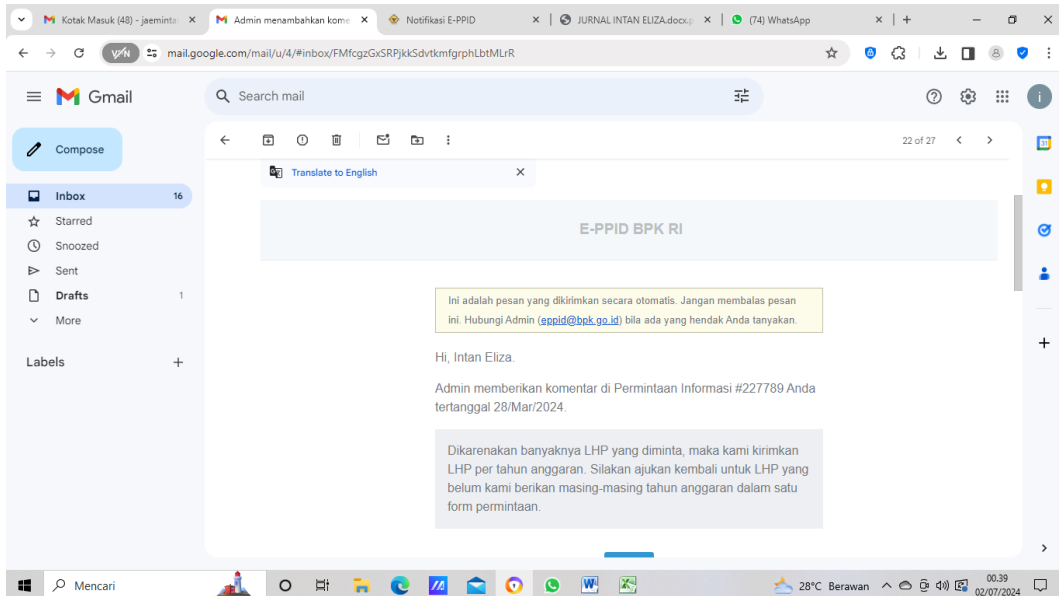 Kotak Masuk (48) - jaeminta
Admin menambahkan kome
Notifikasi E-PPID
JURNAL INTAN ELIZA.docx.p
(74) WhatsApp
mail.google.com/mail/u/4/#inbox/FMfcgzGxSRPjkkSdvtkmfgrphLbtMLrR
Gmail
Search mail
i
Compose
22 of 27
Translate to English
Inbox 16
Starred
Snoozed
Sent
Drafts 1
More
Labels
E-PPID BPK RI
Ini adalah pesan yang dikirimkan secara otomatis. Jangan membalas pesan
ini. Hubungi Admin (eppid@bpk.go.id) bila ada yang hendak Anda tanyakan.
Hi, Intan Eliza.
Admin memberikan komentar di Permintaan Informasi #227789 Anda
tertanggal 28/Mar/2024.
Dikarenakan banyaknya LHP yang diminta, maka kami kirimkan
LHP per tahun anggaran. Silakan ajukan kembali untuk LHP yang
belum kami berikan masing-masing tahun anggaran dalam satu
form permintaan.
Mencari
28°C Berawan
00.39
02/07/2024